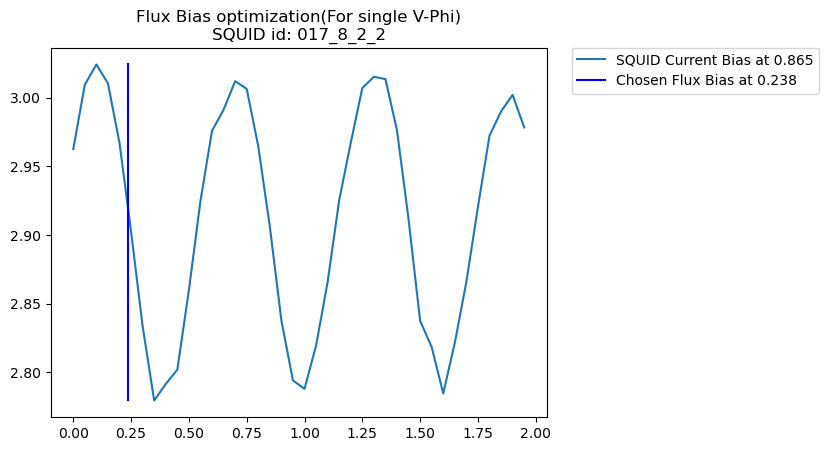 Flux Bias optimization(For single V-Phi)
SQUID id: 017_8_2_2
SQUID Current Bias at 0.865
Chosen Flux Bias at 0.238
3.00
2.95
2.90
2.85
2.80
0.00 0.25 0.50 0.75 1.00 1.25 1.50 1.75 2.00